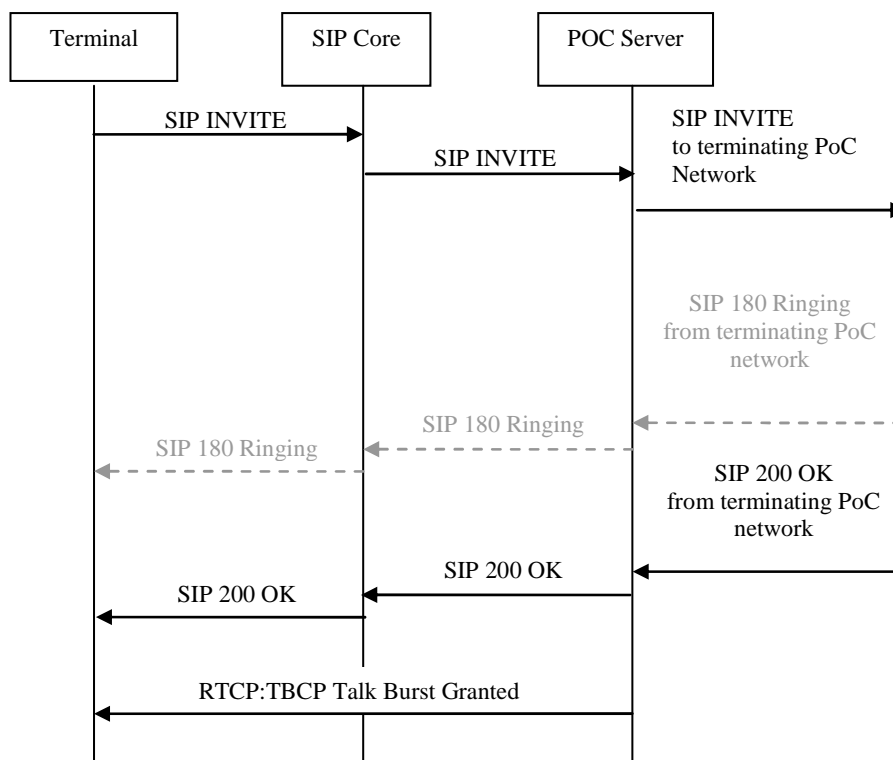 Terminal
SIP Core
POC Server
SIP INVITE
SIP INVITE
SIP INVITE
to terminating PoC
Network
SIP 180 Ringing
from terminating PoC
network
SIP 180 Ringing
SIP 180 Ringing
SIP 200 OK
from terminating PoC
network
SIP 200 OK
SIP 200 OK
RTCP:TBCP Talk Burst Granted